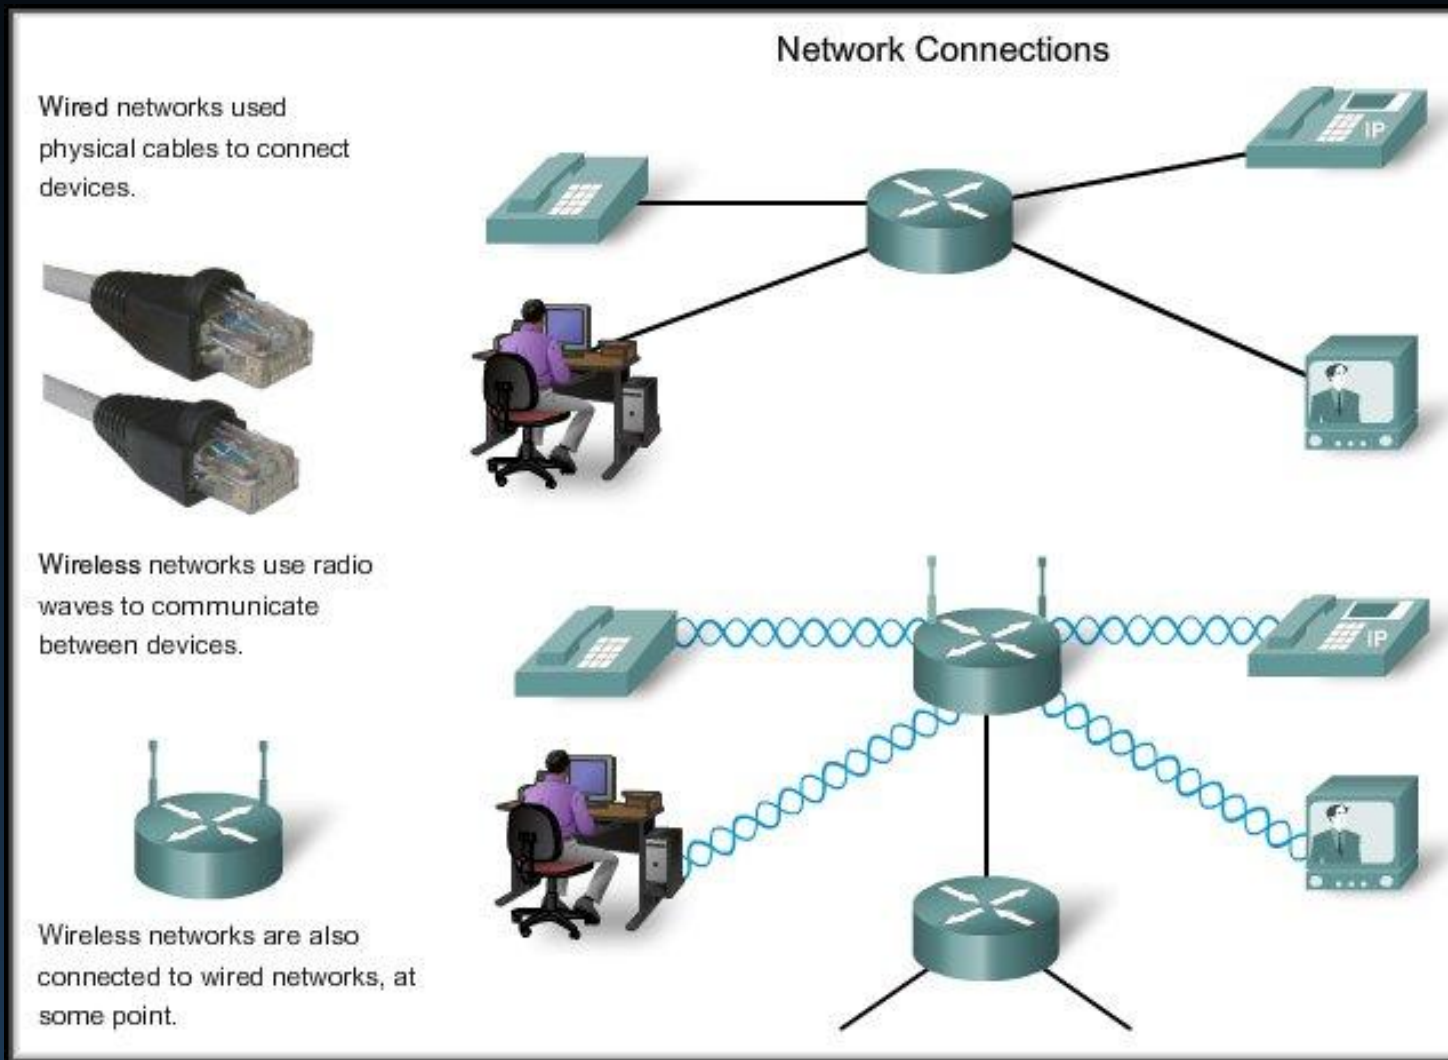 Network Connections
Wired networks used
physical cables to connect
devices.
IP
Wireless networks use radio
waves to communicate
between devices.
IP
Wireless networks are also
connected to wired networks, at
some point.